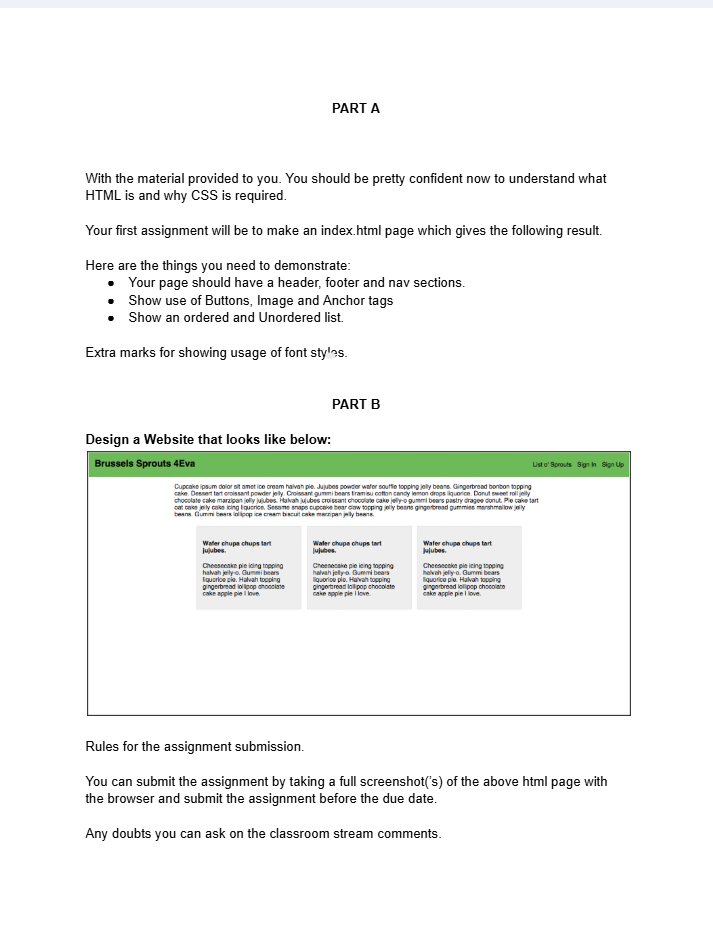 PART A
With the material provided to you. You should be pretty confident now to understand what
HTML is and why CSS is required.
Your first assignment will be to make an index.html page which gives the following result.
Here are the things you need to demonstrate:
● Your page should have a header, footer and nav sections.
● Show use of Buttons, Image and Anchor tags
● Show an ordered and Unordered list.
Extra marks for showing usage of font styles.
PART B
Design a Website that looks like below:
Brussels Sprouts 4Eva List o' Sprouts Sign In Sign Up
Cupcake ipsum dolor sit amet ice cream halvah pie. Jujubes powder wafer souffle topping jelly beans. Gingerbread bonbon topping
cake. Dessert tart croissant powder jelly. Croissant gummi bears tiramisu cotton candy lemon drops liquorice. Donut sweet roll jelly
chocolate cake marzipan jelly jujubes. Halvah jujubes croissant chocolate cake jelly-o gummi bears pastry dragee donut. Pie cake tart
oat cake jelly cake icing liquorice. Sesame snaps cupcake bear claw topping jelly beans gingerbread gummies marshmallow jelly
beans. Gummi bears lollipop ice cream biscuit cake marzipan jelly beans.
Wafer chupa chups tart
jujubes.
Cheesecake pie icing topping
halvah jelly-o. Gummi bears
liquorice pie. Halvah topping
gingerbread lollipop chocolate
cake apple pie I love.
Wafer chupa chups tart
jujubes.
Cheesecake pie icing topping
halvah jelly-o. Gummi bears
liquorice pie. Halvah topping
gingerbread lollipop chocolate
cake apple pie I love.
Wafer chupa chups tart
jujubes.
Cheesecake pie icing topping
halvah jelly-o. Gummi bears
liquorice pie. Halvah topping
gingerbread lollipop chocolate
cake apple pie I love.
Rules for the assignment submission.
You can submit the assignment by taking a full screenshot('s) of the above html page with
the browser and submit the assignment before the due date.
Any doubts you can ask on the classroom stream comments.